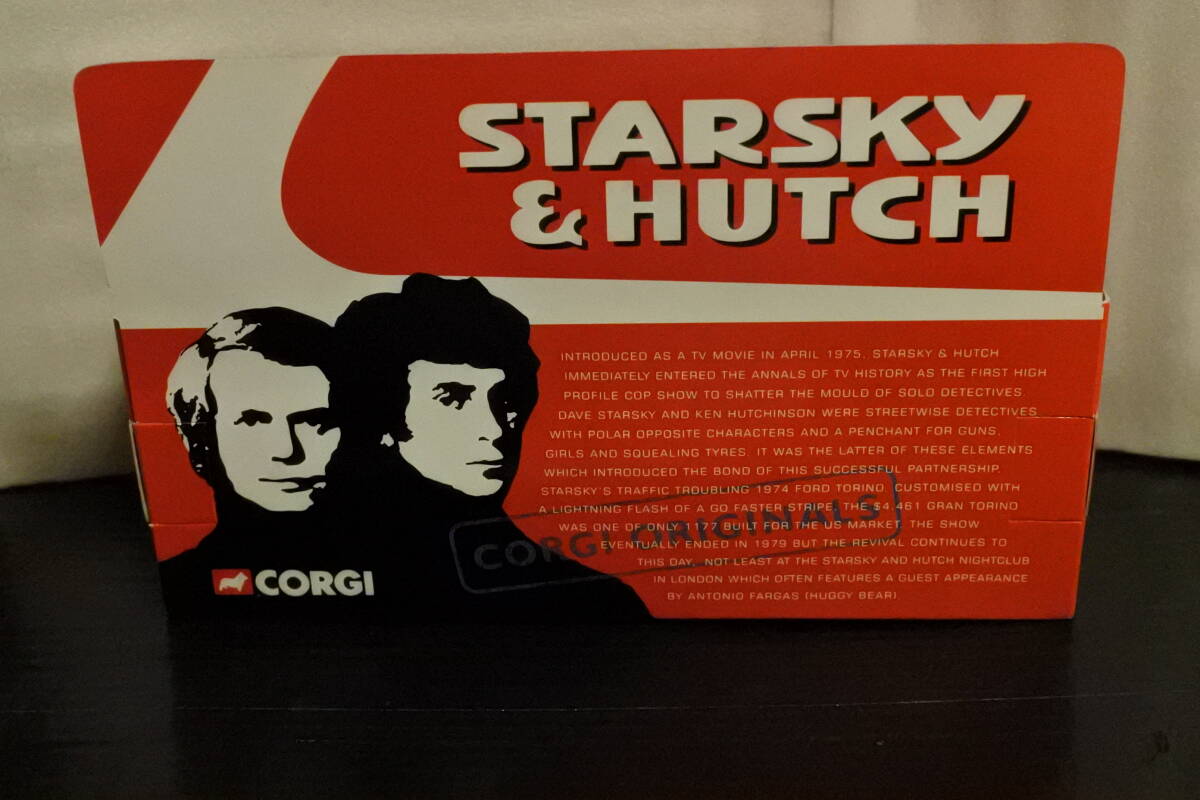 STARSKY
& HUTCH
INTRODUCED AS A TV MOVIE IN APRIL 1975, STARSKY & HUTCH
IMMEDIATELY ENTERED THE ANNALS OF TV HISTORY AS THE FIRST HIGH
PROFILE COP SHOW TO SHATTER THE MOULD OF SOLO DETECTIVES.
DAVE STARSKY AND KEN HUTCHINSON WERE STREETWISE DETECTIVES
WITH POLAR OPPOSITE CHARACTERS AND A PENCHANT FOR GUNS,
GIRLS AND SQUEALING TYRES. IT WAS THE LATTER OF THESE ELEMENTS
WHICH INTRODUCED THE BOND OF THIS SUCCESSFUL PARTNERSHIP.
STARSKY'S TRAFFIC TROUBLING 1974 FORD TORINO, CUSTOMISED WITH
A LIGHTNING FLASH OF A GO FASTER STRIPE, THE $4,461 GRAN TORINO
WAS ONE OF ONLY BUILT FOR THE US MARKET. THE SHOW
EVENTUALLY ENDED IN 1979 BUT THE REVIVAL CONTINUES TO
THIS DAY, NOT LEAST AT THE STARSKY AND HUTCH NIGHTCLUB
IN LONDON WHICH OFTEN FEATURES A GUEST APPEARANCE
BY ANTONIO FARGAS (HUGGY BEAR).
CORGI ORIGINALS
CORGI